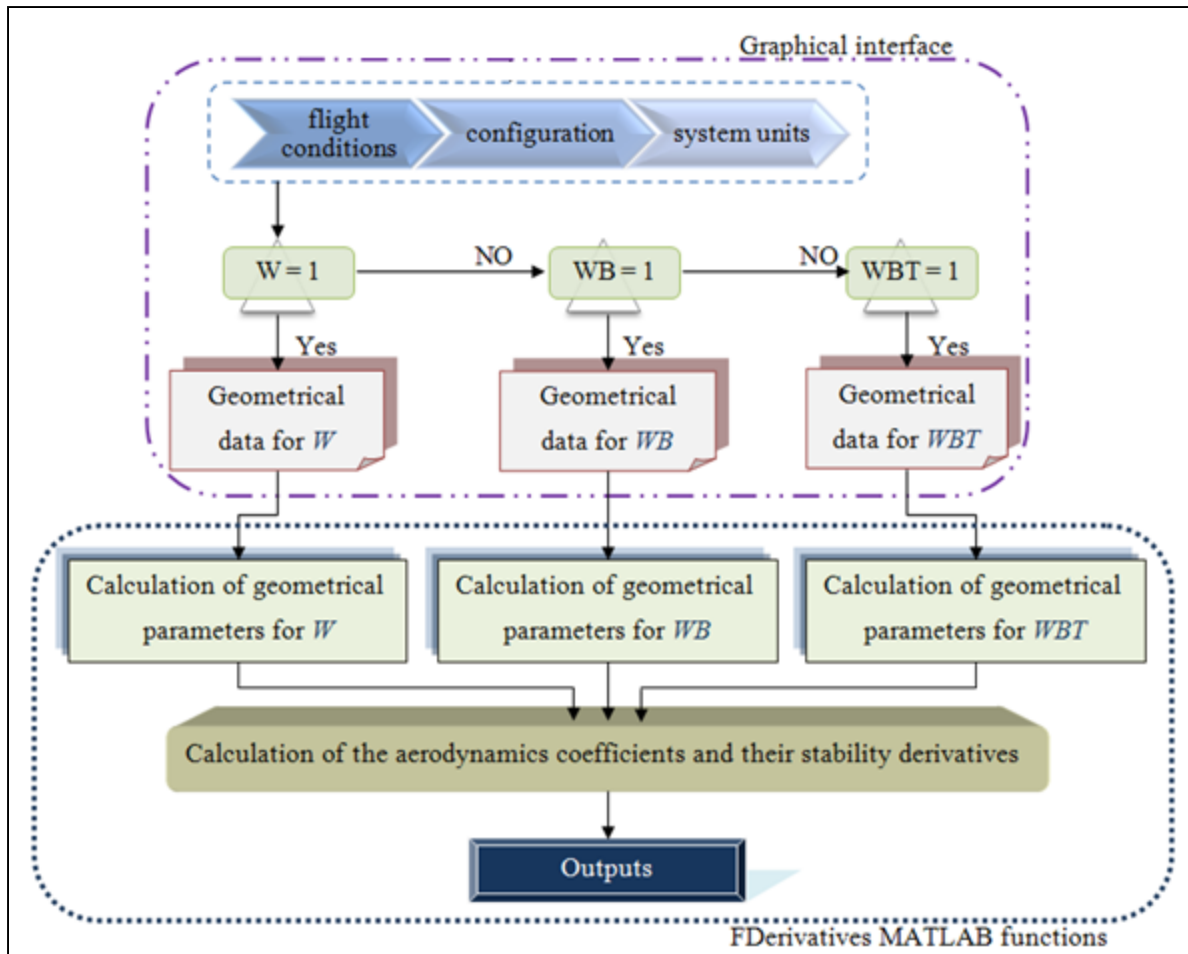 Graphical interface
flight
conditions
configuration
system units
W = 1
NO
WB = 1
NO
WBT = 1
Yes
Yes
Yes
Geometrical
data for W
Geometrical
data for WB
Geometrical
data for WBT
Calculation of geometrical
parameters for W
Calculation of geometrical
parameters for WB
Calculation of geometrical
parameters for WBT
Calculation of the aerodynamics coefficients and their stability derivatives
Outputs
FDerivatives MATLAB functions